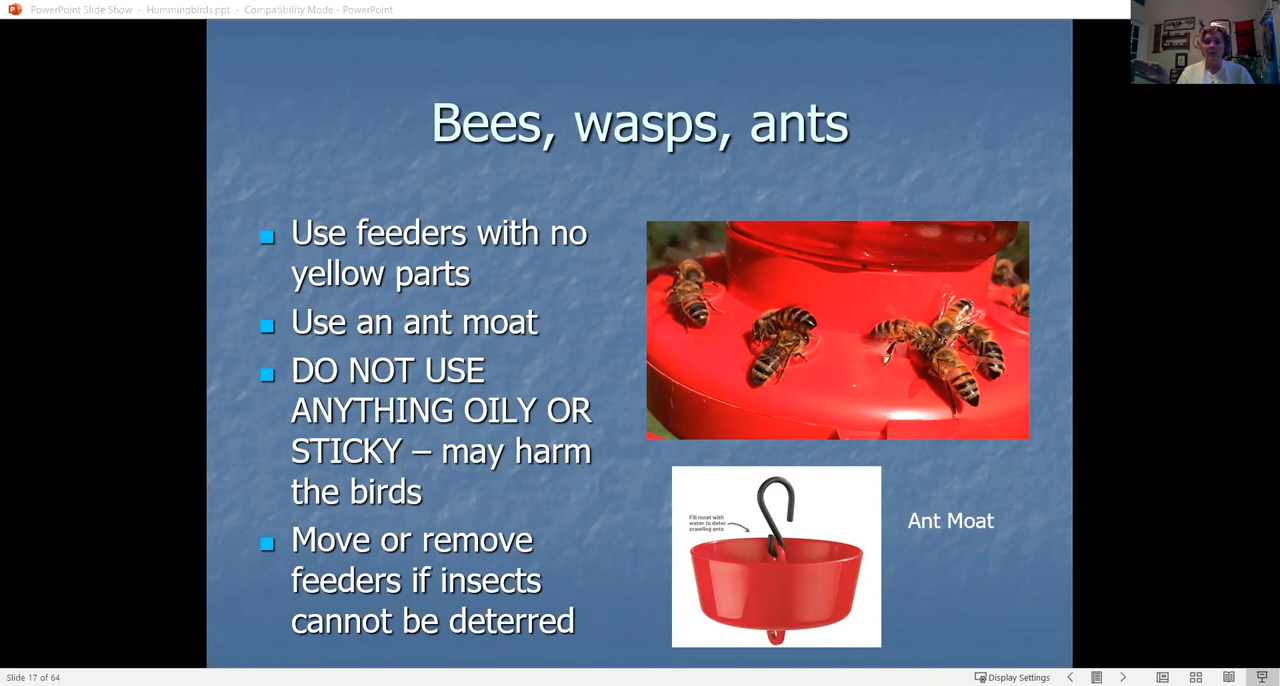 PowerPoint Slide Show - Hummingbirds.ppt - Compatibility Mode - PowerPoint
Bees, wasps, ants
Use feeders with no
yellow parts
Use an ant moat
DO NOT USE
ANYTHING OILY OR
STICKY – may harm
the birds
Move or remove
feeders if insects
cannot be deterred
Fill moat with
water to deter
crawling ants
Ant Moat
Slide 17 of 64
Display Settings